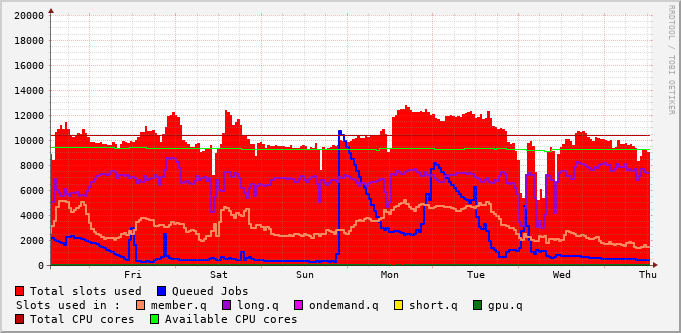 20000
18000
16000
14000
12000
10000
8000
6000
4000
2000
0
Fri Sat Sun Mon Tue Wed Thu
RRDTOOL / TOBI OETIKER
Total slots used Queued Jobs
Slots used in : member.q long.q ondemand.q short.q gpu.q
Total CPU cores Available CPU cores